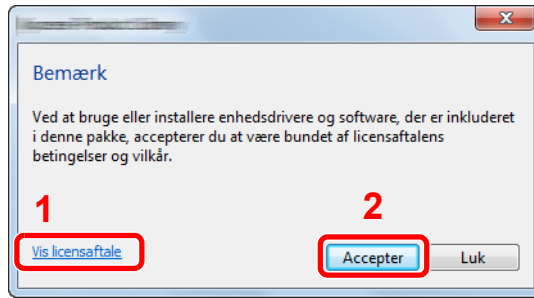 Bemærk
Ved at bruge eller installere enhedsdrivere og software, der er inkluderet
i denne pakke, accepterer du at være bundet af licensaftalens
betingelser og vilkår.
1
2
Vis licensaftale
Accepter
Luk